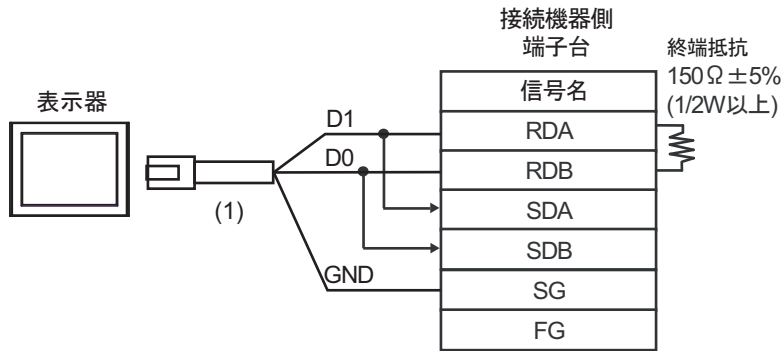 接続機器側
端子台
終端抵抗
150Ω±5%
(1/2W以上)
表示器
信号名
D1
RDA
D0
RDB
(1)
SDA
SDB
GND
SG
FG